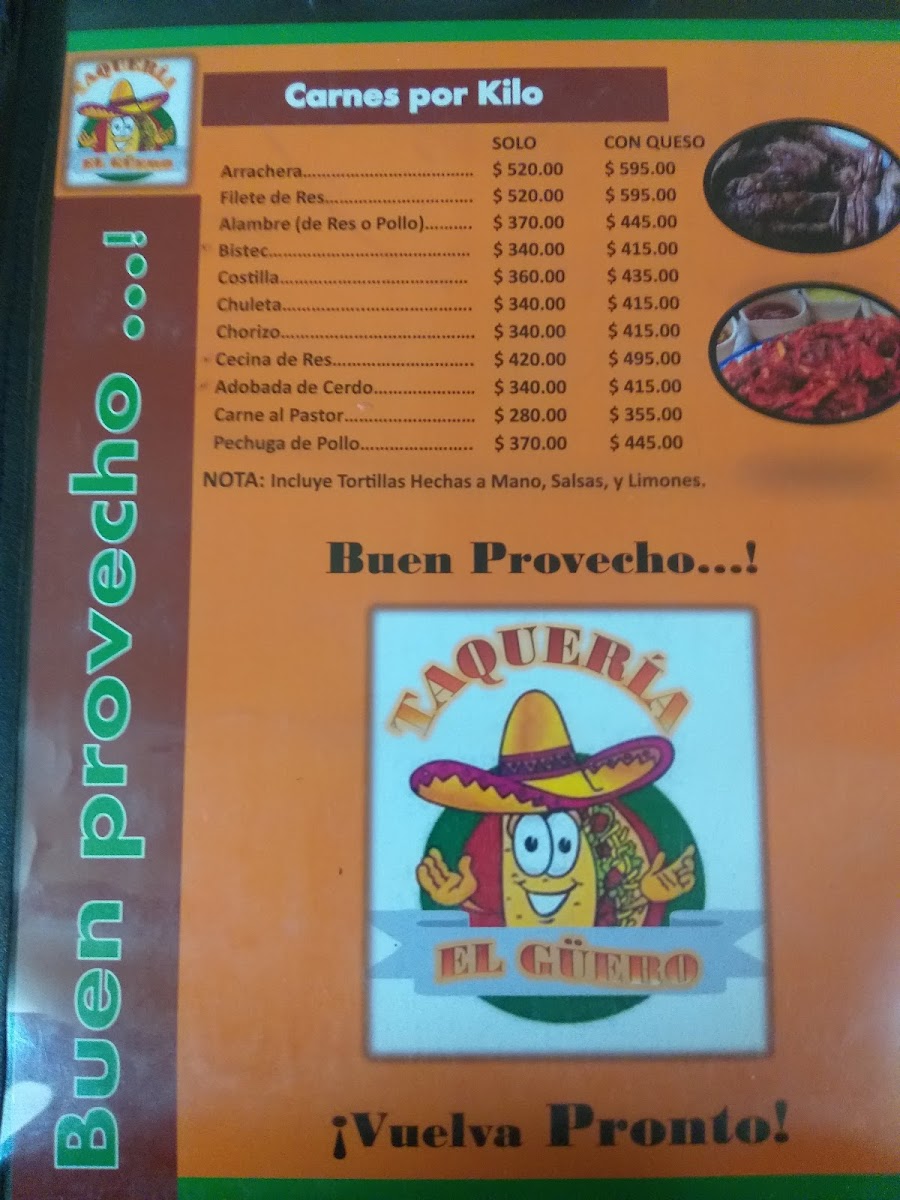 TAQUERÍA
EL GÜERO
Carnes por Kilo
SOLO CON QUESO
Arrachera................................. $ 520.00 $ 595.00
Filete de Res............................. $ 520.00 $ 595.00
Alambre (de Res o Pollo).......... $ 370.00 $ 445.00
Bistec....................................... $ 340.00 $ 415.00
Costilla..................................... $ 360.00 $ 435.00
Chuleta..................................... $ 340.00 $ 415.00
Chorizo..................................... $ 340.00 $ 415.00
Cecina de Res........................... $ 420.00 $ 495.00
Adobada de Cerdo.................... $ 340.00 $ 415.00
Carne al Pastor......................... $ 280.00 $ 355.00
Pechuga de Pollo...................... $ 370.00 $ 445.00
NOTA: Incluye Tortillas Hechas a Mano, Salsas, y Limones.
Buen provecho ...!
Buen Provecho...!
TAQUERÍA
EL GÜERO
¡Vuelva Pronto!